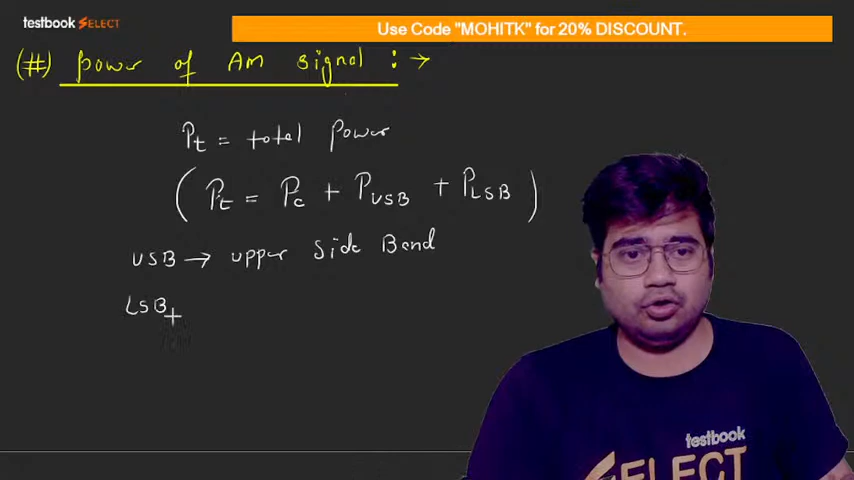 testbook SELECT
Use Code "MOHITK" for 20% DISCOUNT.
(#) power of AM signal :→
Pt = total power
(Pt = Pc + PUSB + PLSB)
USB → upper Side Band
LSB
testbook
SELECT